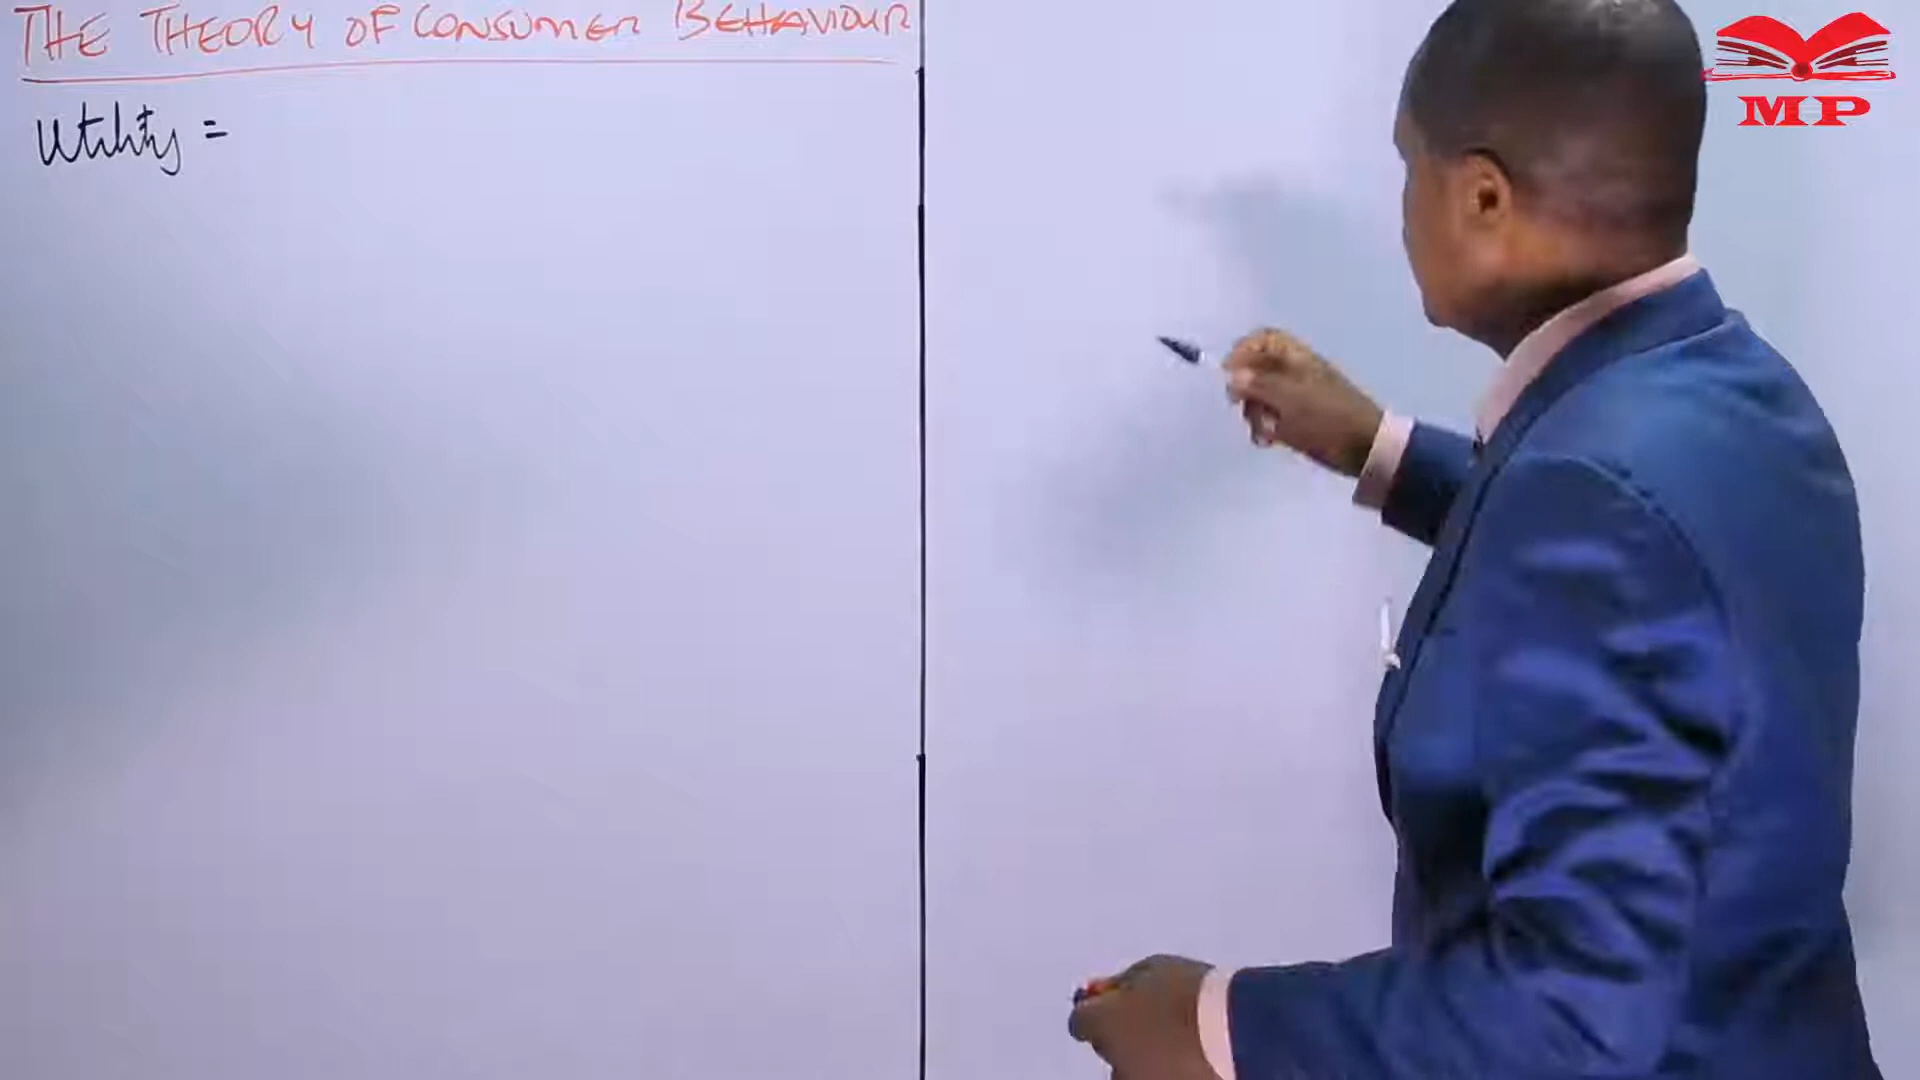 THE THEORY OF CONSUMER BEHAVIOUR
Utility =
MP